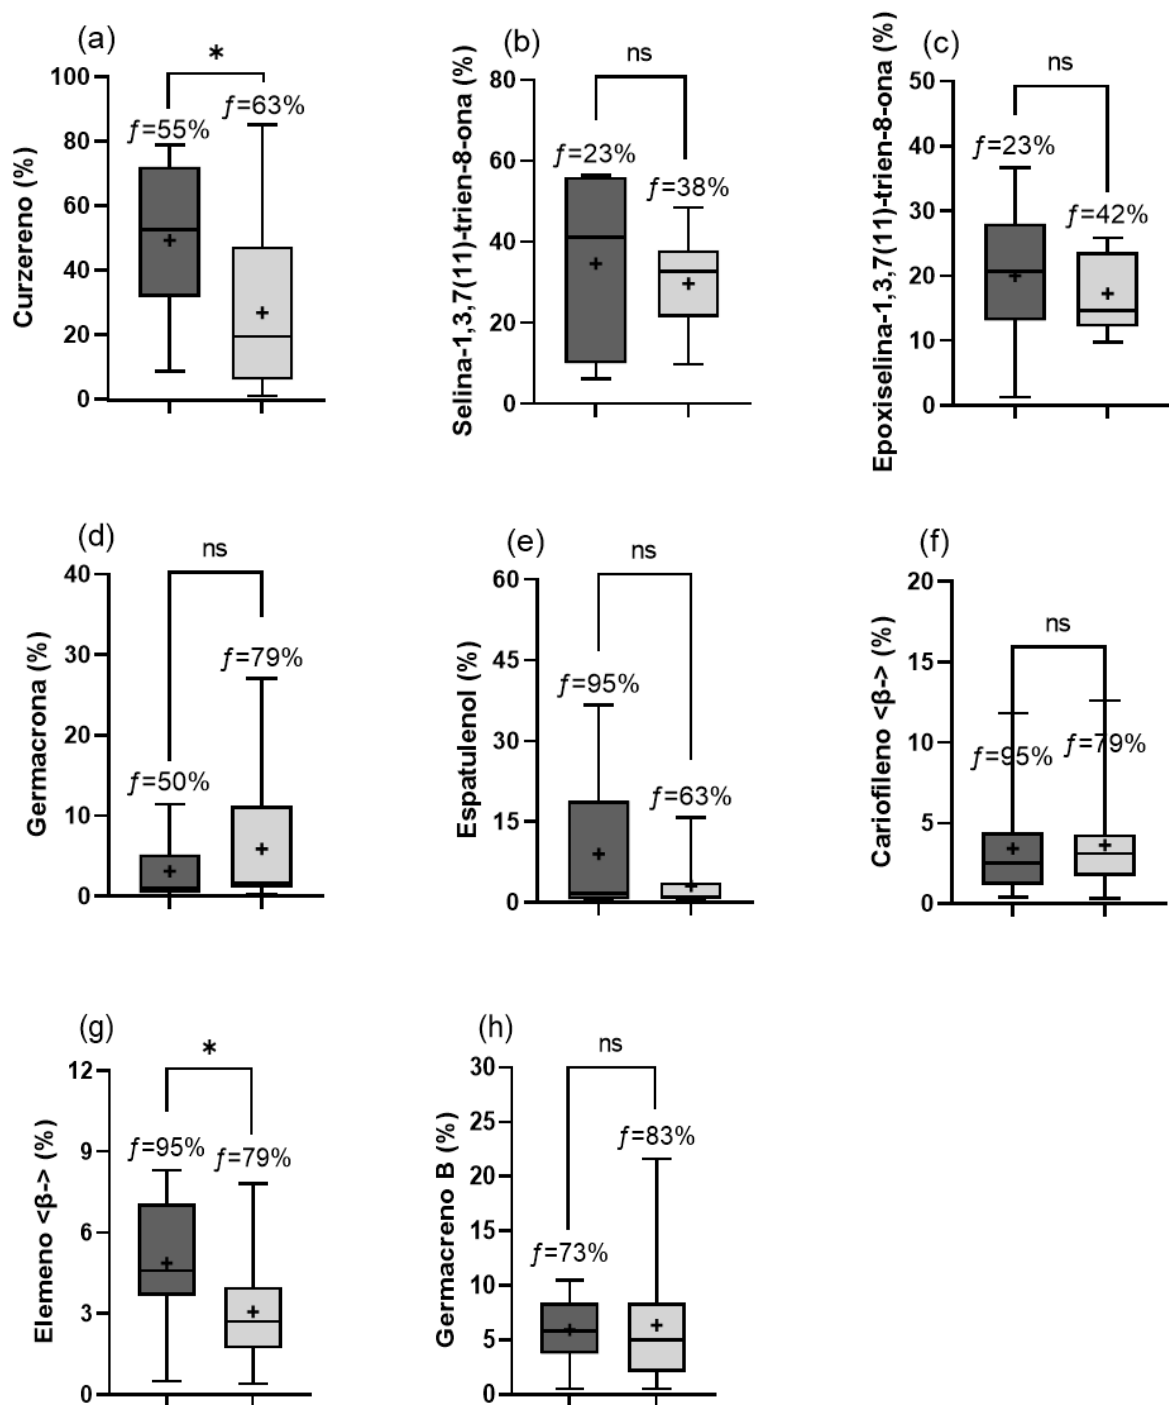 (a)
*
Curzereno (%)
100
80
60
40
20
0
ƒ=55%
ƒ=63%
(b)
ns
Selina-1,3,7(11)-trien-8-ona (%)
80
60
40
20
0
ƒ=23%
ƒ=38%
(c)
ns
Epoxiselina-1,3,7(11)-trien-8-ona (%)
50
40
30
20
10
0
ƒ=23%
ƒ=42%
(d)
ns
Germacrona (%)
40
30
20
10
0
ƒ=50%
ƒ=79%
(e)
ns
Espatulenol (%)
60
45
30
15
0
ƒ=95%
ƒ=63%
(f)
ns
Cariofileno <β-> (%)
20
15
10
5
0
ƒ=95%
ƒ=79%
(g)
*
Elemeno <β-> (%)
12
9
6
3
0
ƒ=95%
ƒ=79%
(h)
ns
Germacreno B (%)
30
25
20
15
10
5
0
ƒ=73%
ƒ=83%